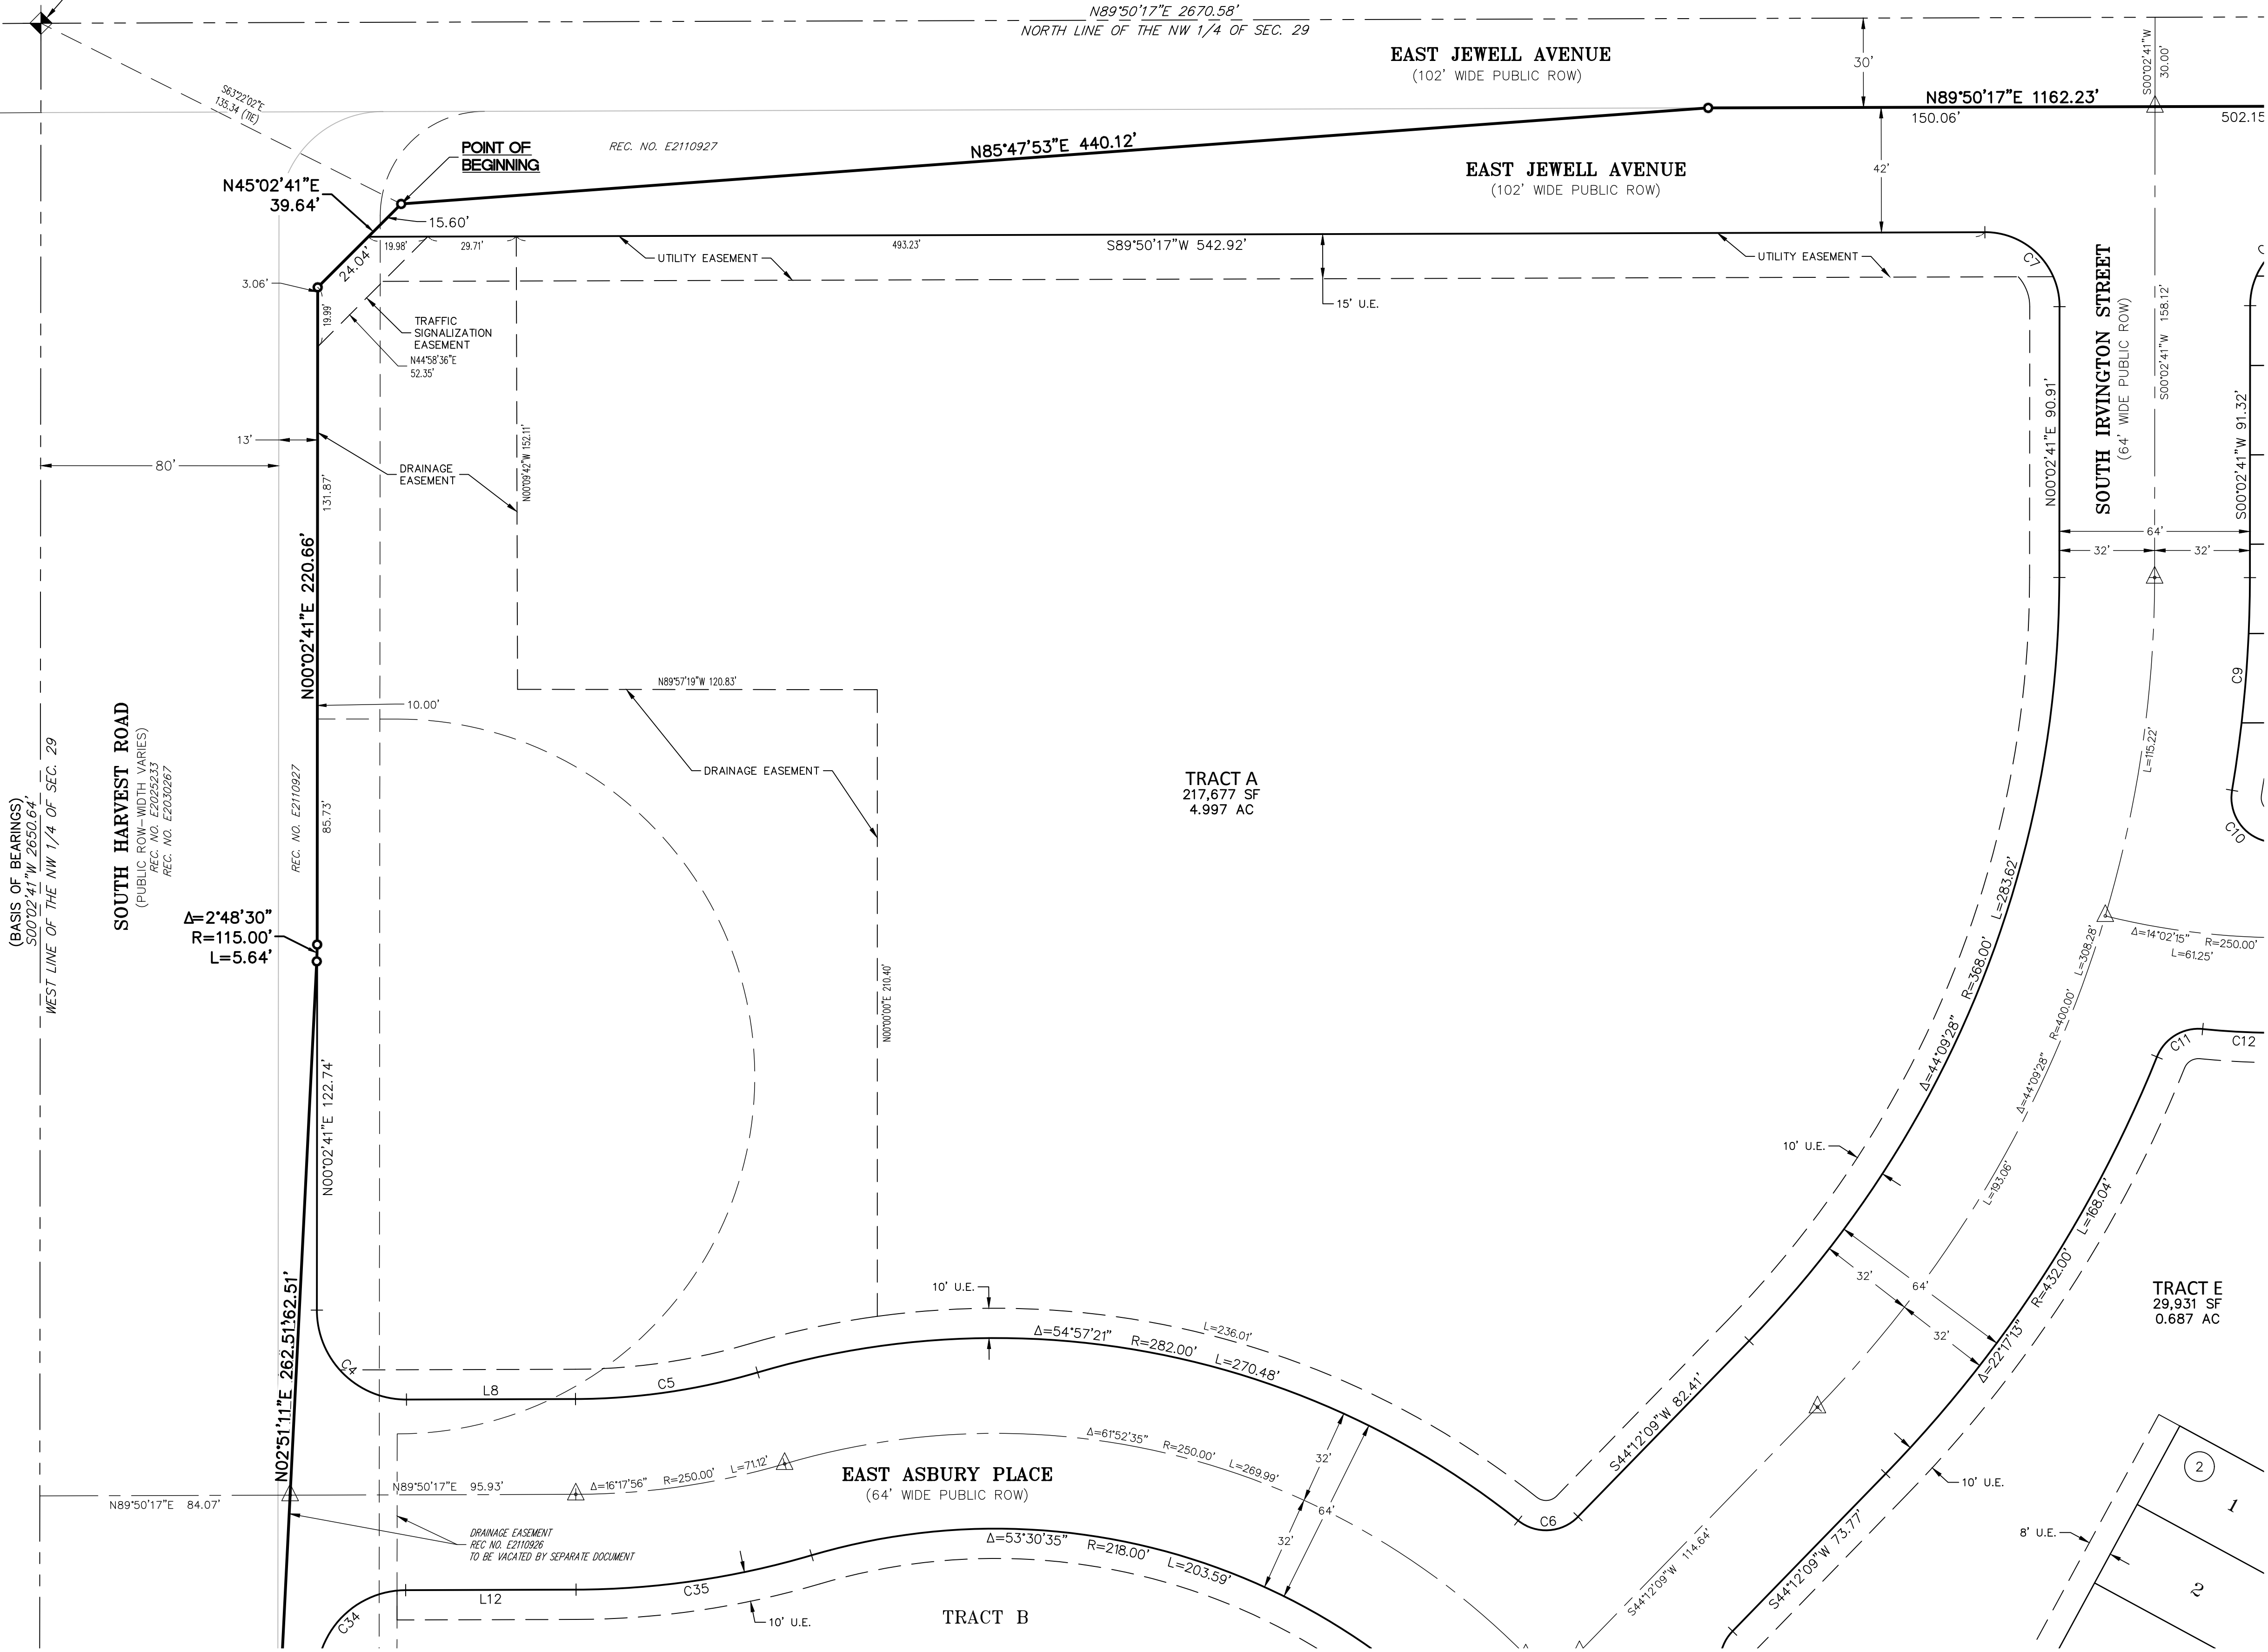 N89°50'17"E 2670.58'
NORTH LINE OF THE NW 1/4 OF SEC. 29
EAST JEWELL AVENUE
(102' WIDE PUBLIC ROW)
30'
S00°02'41"W
30.00'
S63°22'02"E
135.34 (TIE)
N89°50'17"E 1162.23'
150.06'
502.15
POINT OF
BEGINNING
REC. NO. E2110927
N85°47'53"E 440.12'
EAST JEWELL AVENUE
(102' WIDE PUBLIC ROW)
42'
N45°02'41"E
39.64'
15.60'
19.98'
29.71'
493.23'
S89°50'17"W 542.92'
UTILITY EASEMENT
UTILITY EASEMENT
C7
24.04'
3.06'
19.99'
15' U.E.
TRAFFIC
SIGNALIZATION
EASEMENT
N44°58'36"E
52.35'
SOUTH IRVINGTON STREET
(64' WIDE PUBLIC ROW)
S00°02'41"W 158.12'
N00°02'41"E 90.91'
S00°02'41"W 91.32'
13'
80'
131.87'
DRAINAGE
EASEMENT
N00°09'42"W 152.11'
64'
32'
32'
N00°02'41"E 220.66'
N89°57'19"W 120.83'
C9
10.00'
SOUTH HARVEST ROAD
(PUBLIC ROW-WIDTH VARIES)
REC. NO. E2025233
REC. NO. E2030267
(BASIS OF BEARINGS)
S00°02'41"W 2650.64'
WEST LINE OF THE NW 1/4 OF SEC. 29
REC. NO. E2110927
85.73'
DRAINAGE EASEMENT
TRACT A
217,677 SF
4.997 AC
L=115.22'
C10
Δ=2°48'30"
R=115.00'
L=5.64'
Δ=44°09'28" R=368.00' L=283.62'
Δ=14°02'15" R=250.00'
L=61.25'
Δ=44°09'28" R=400.00' L=308.28'
N00°00'00"E 210.40'
C11
C12
N00°02'41"E 122.74'
10' U.E.
L=193.06'
Δ=22°17'13" R=432.00' L=168.04'
32'
64'
32'
TRACT E
29,931 SF
0.687 AC
10' U.E.
Δ=54°57'21" R=282.00' L=270.48'
L=236.01'
C4
L8
C5
N02°51'11"E 262.51'
62.51'
S44°12'09"W 82.41'
Δ=61°52'35" R=250.00' L=269.99'
32'
64'
32'
EAST ASBURY PLACE
(64' WIDE PUBLIC ROW)
N89°50'17"E 84.07'
N89°50'17"E 95.93'
Δ=16°17'56" R=250.00' L=71.12'
C6
10' U.E.
2
1
DRAINAGE EASEMENT
REC NO. E2110926
TO BE VACATED BY SEPARATE DOCUMENT
Δ=53°30'35" R=218.00' L=203.59'
S44°12'09"W 114.64'
S44°12'09"W 73.77'
8' U.E.
2
C34
L12
C35
10' U.E.
TRACT B